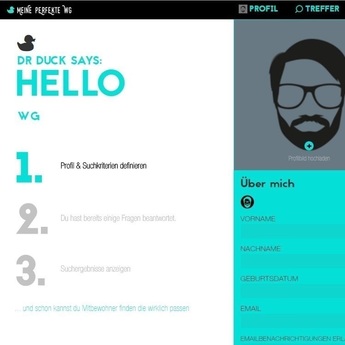 MEINE PERFEKTE WG
PROFIL
TREFFER
DR DUCK SAYS:
HELLO
WG
1. Profil & Suchkriterien definieren
2. Du hast bereits einige Fragen beantwortet.
3. Suchergebnisse anzeigen
... und schon kannst du Mitbewohner finden die wirklich passen
Profilbild hochladen
Über mich
VORNAME
NACHNAME
GEBURTSDATUM
EMAIL
EMAILBENACHRICHTIGUNGEN ERL